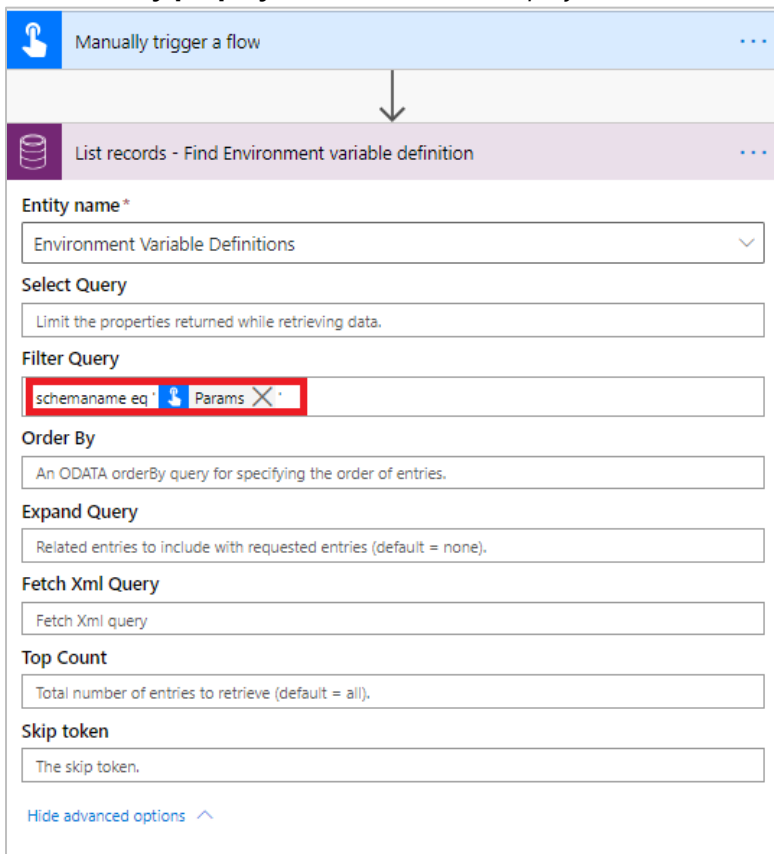 Manually trigger a flow
List records - Find Environment variable definition
Entity name*
Environment Variable Definitions
Select Query
Limit the properties returned while retrieving data.
Filter Query
schemaname eq ' Params × '
Order By
An ODATA orderBy query for specifying the order of entries.
Expand Query
Related entries to include with requested entries (default = none).
Fetch Xml Query
Fetch Xml query
Top Count
Total number of entries to retrieve (default = all).
Skip token
The skip token.
Hide advanced options